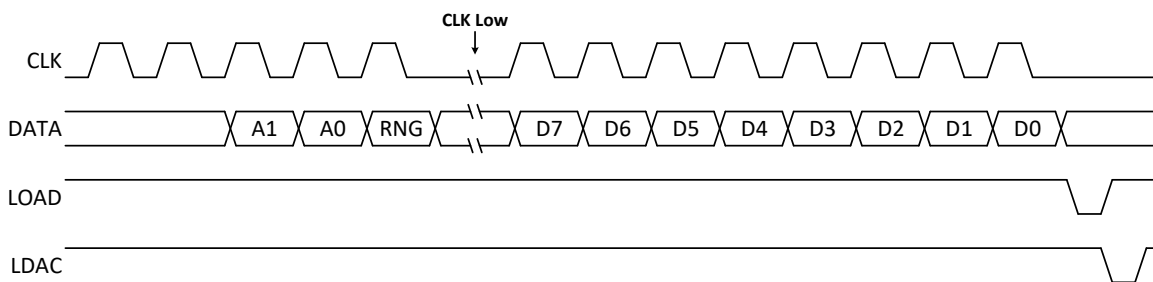 CLK Low
CLK
DATA A1 A0 RNG D7 D6 D5 D4 D3 D2 D1 D0
LOAD
LDAC